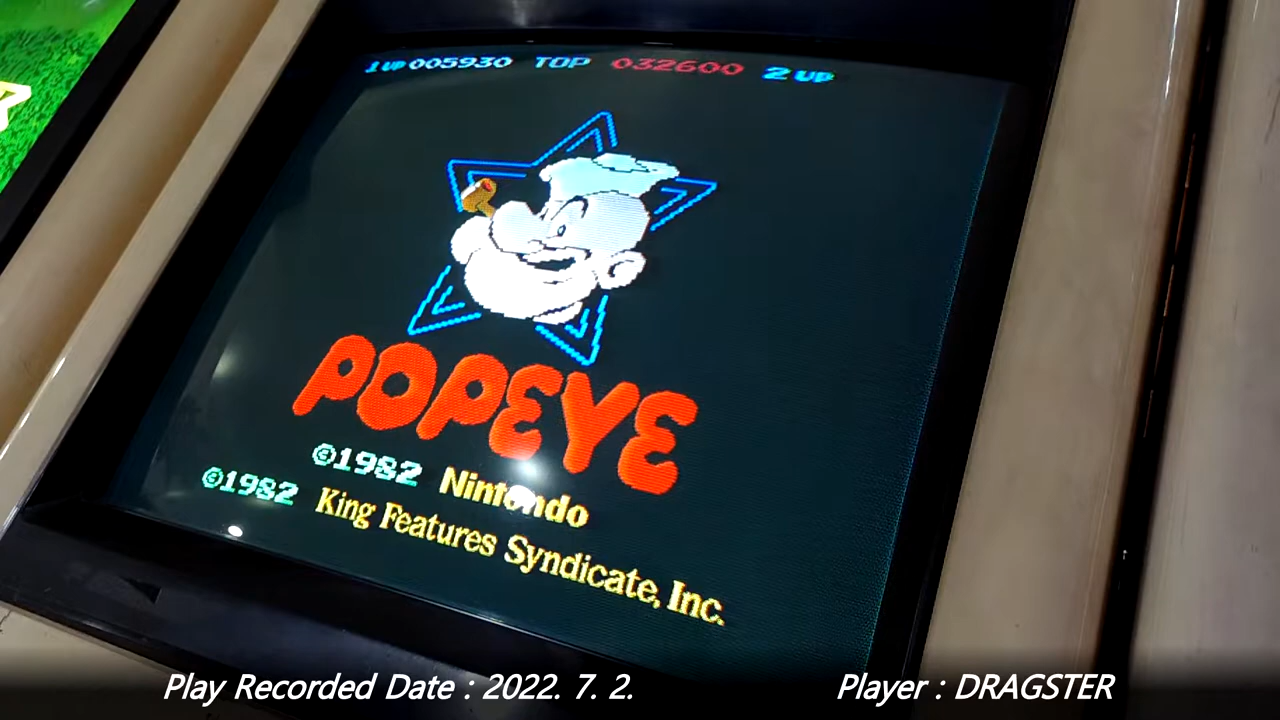 1UP 005930 TOP 032600 2UP
POPEYE
©1982 Nintendo
©1982 King Features Syndicate, Inc.
Play Recorded Date : 2022. 7. 2. Player : DRAGSTER